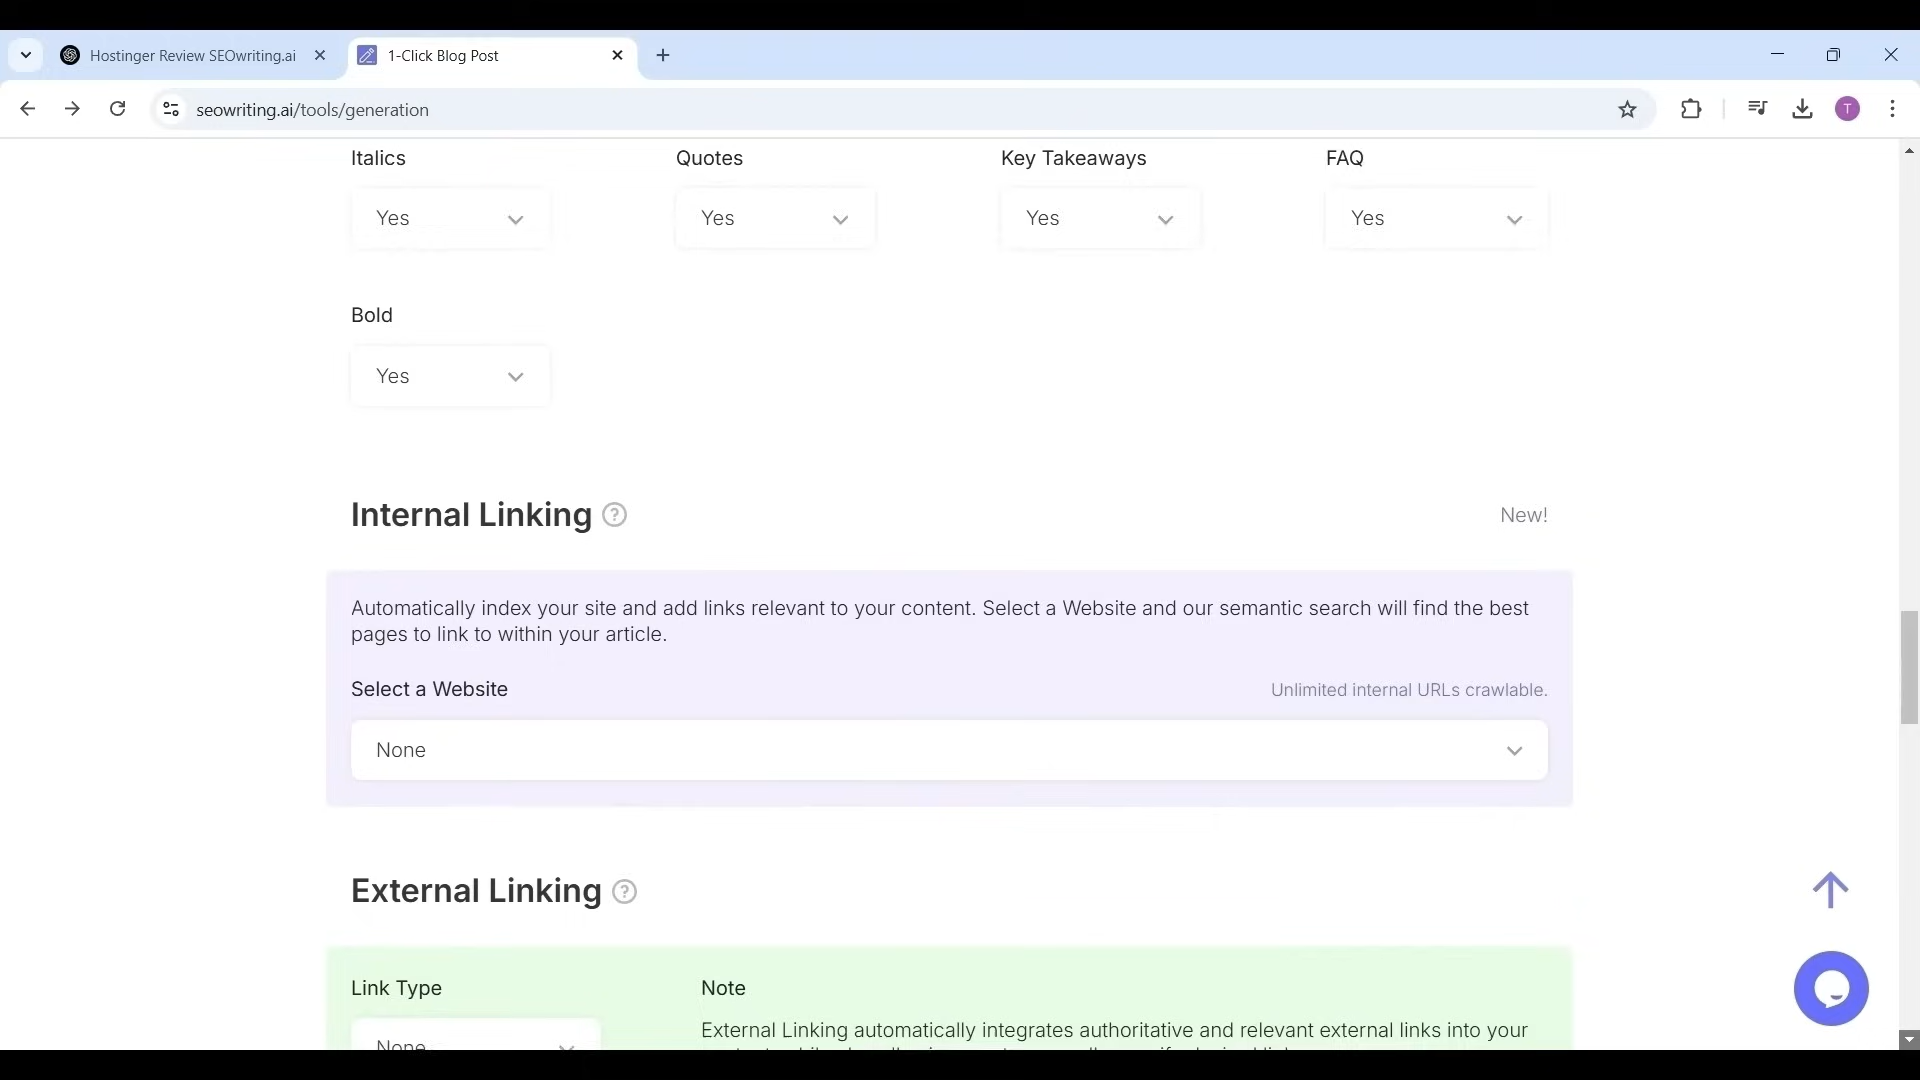 Hostinger Review SEOwriting.ai
1-Click Blog Post
seowriting.ai/tools/generation
T
Italics Quotes Key Takeaways FAQ
Yes Yes Yes Yes
Bold
Yes
Internal Linking ?
New!
Automatically index your site and add links relevant to your content. Select a Website and our semantic search will find the best
pages to link to within your article.
Select a Website
Unlimited internal URLs crawlable.
None
External Linking ?
Link Type
Note
None
External Linking automatically integrates authoritative and relevant external links into your